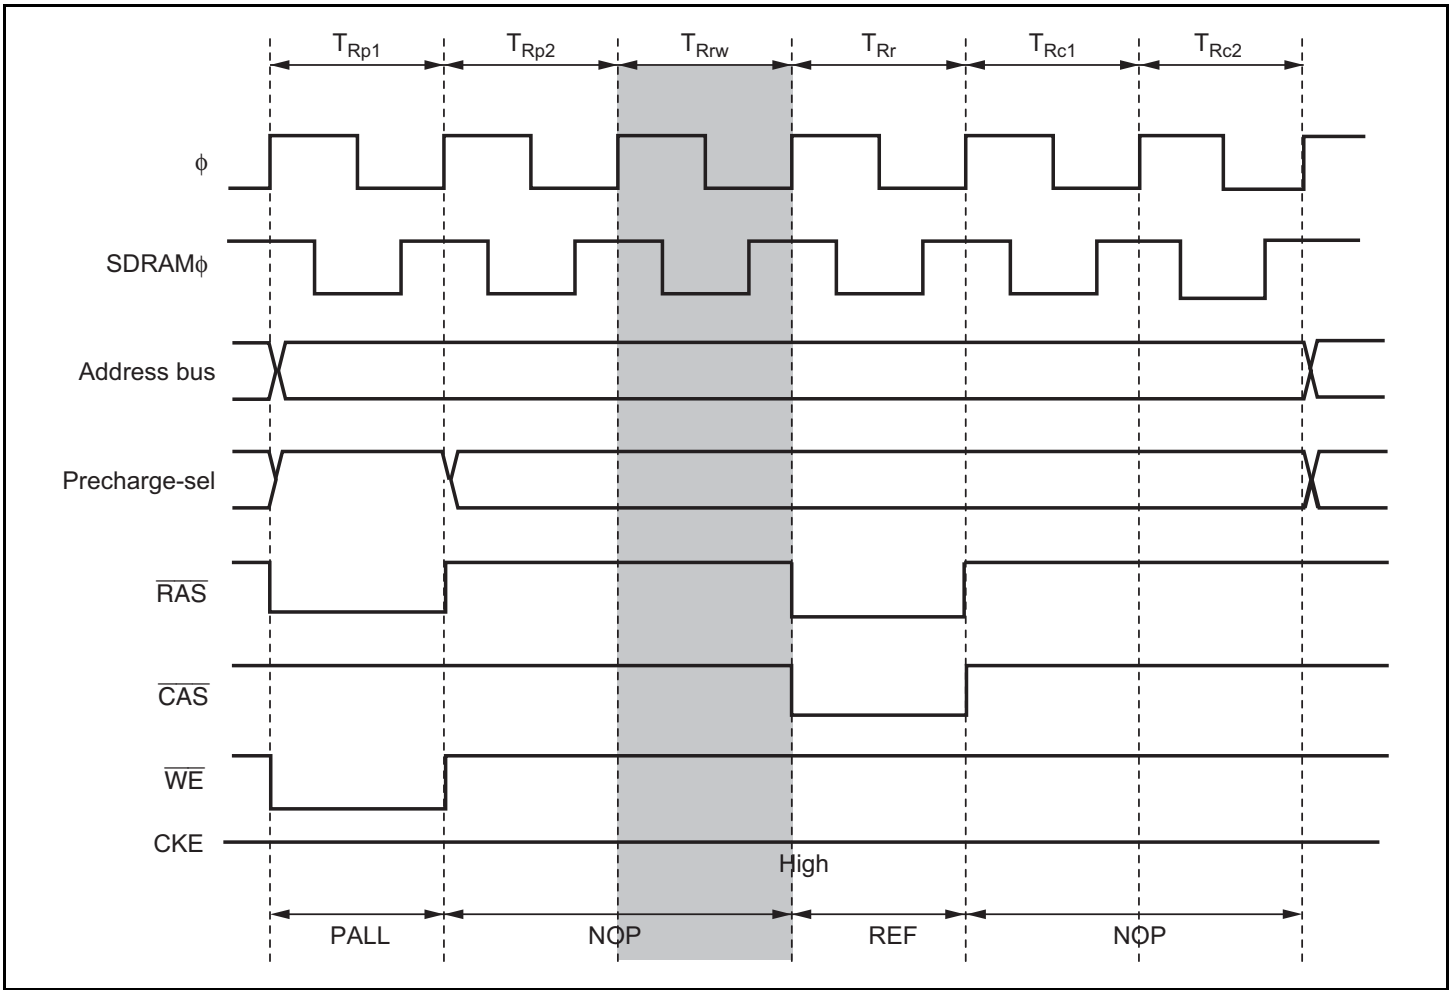 TRp1 TRp2 TRrw TRr TRc1 TRc2
ϕ
SDRAMϕ
Address bus
Precharge-sel
RAS
CAS
WE
CKE
High
PALL NOP REF NOP